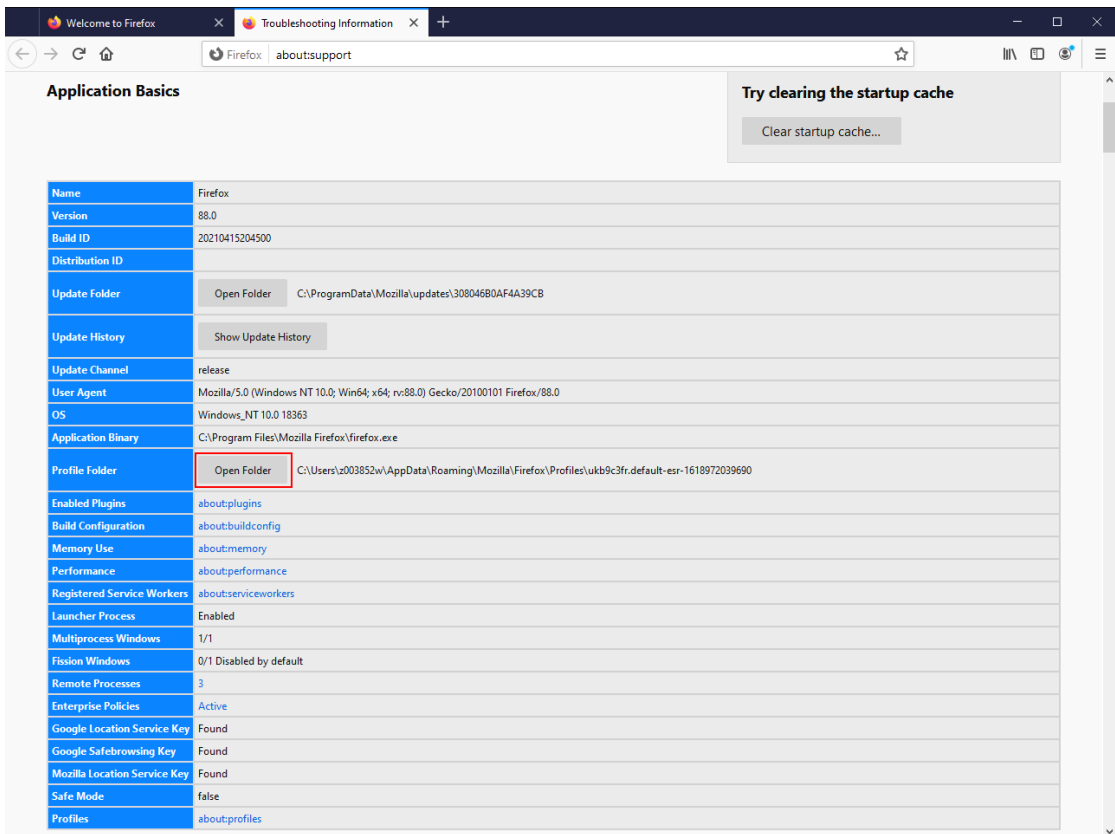 Welcome to Firefox
Troubleshooting Information
Firefox about:support
Application Basics
Try clearing the startup cache
Clear startup cache...
Name Firefox
Version 88.0
Build ID 20210415204500
Distribution ID
Update Folder Open Folder C:\ProgramData\Mozilla\updates\308046B0AF4A39CB
Update History Show Update History
Update Channel release
User Agent Mozilla/5.0 (Windows NT 10.0; Win64; x64; rv:88.0) Gecko/20100101 Firefox/88.0
OS Windows_NT 10.0 18363
Application Binary C:\Program Files\Mozilla Firefox\firefox.exe
Profile Folder Open Folder C:\Users\z003852w\AppData\Roaming\Mozilla\Firefox\Profiles\ukb9c3fr.default-esr-1618972039690
Enabled Plugins about:plugins
Build Configuration about:buildconfig
Memory Use about:memory
Performance about:performance
Registered Service Workers about:serviceworkers
Launcher Process Enabled
Multiprocess Windows 1/1
Fission Windows 0/1 Disabled by default
Remote Processes 3
Enterprise Policies Active
Google Location Service Key Found
Google Safebrowsing Key Found
Mozilla Location Service Key Found
Safe Mode false
Profiles about:profiles